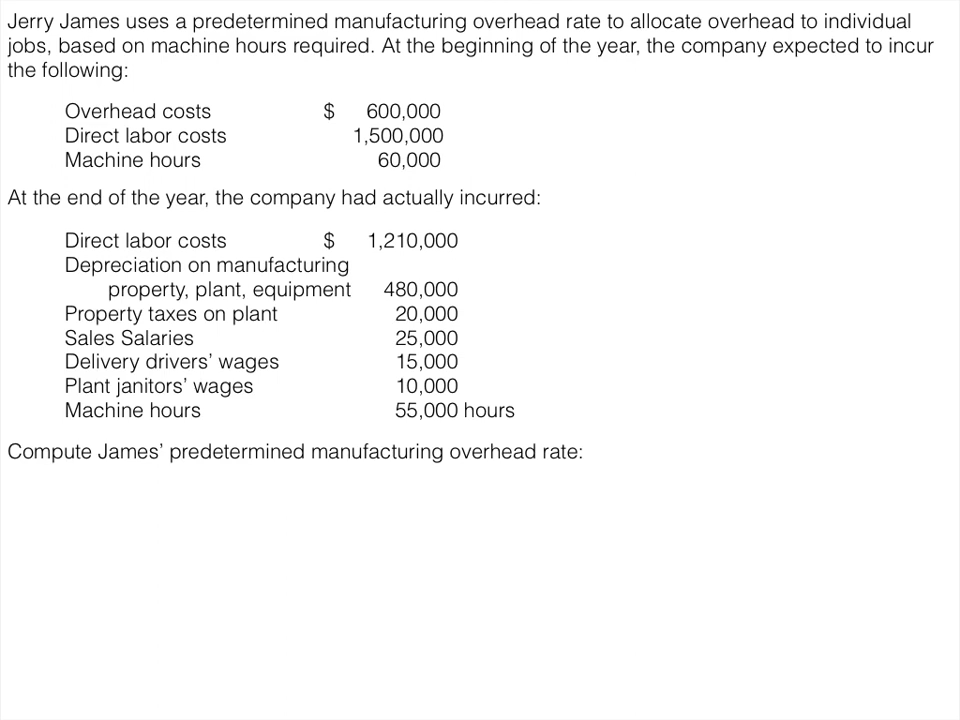 Jerry James uses a predetermined manufacturing overhead rate to allocate overhead to individual
jobs, based on machine hours required. At the beginning of the year, the company expected to incur
the following:
Overhead costs $ 600,000
Direct labor costs 1,500,000
Machine hours 60,000
At the end of the year, the company had actually incurred:
Direct labor costs $ 1,210,000
Depreciation on manufacturing
property, plant, equipment 480,000
Property taxes on plant 20,000
Sales Salaries 25,000
Delivery drivers’ wages 15,000
Plant janitors’ wages 10,000
Machine hours 55,000 hours
Compute James’ predetermined manufacturing overhead rate: